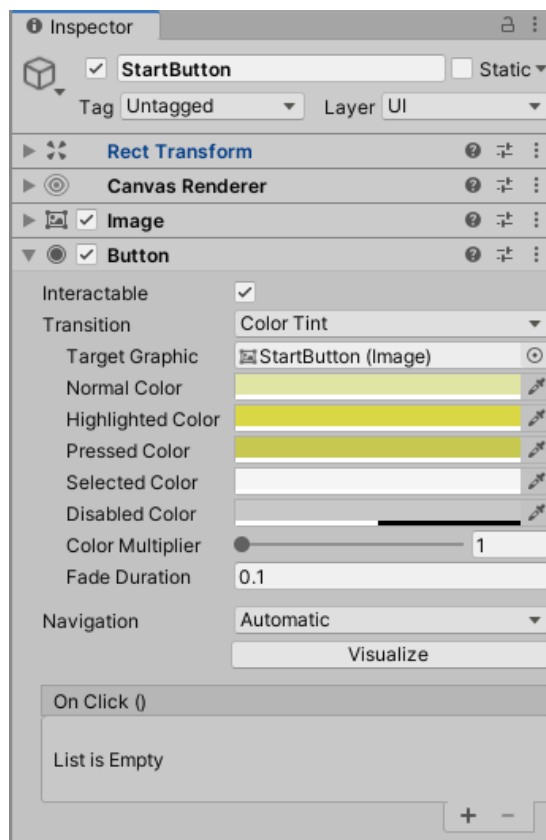 Inspector
StartButton
Static
Tag Untagged Layer UI
Rect Transform
Canvas Renderer
Image
Button
Interactable
Transition Color Tint
Target Graphic StartButton (Image)
Normal Color
Highlighted Color
Pressed Color
Selected Color
Disabled Color
Color Multiplier 1
Fade Duration 0.1
Navigation Automatic
Visualize
On Click ()
List is Empty